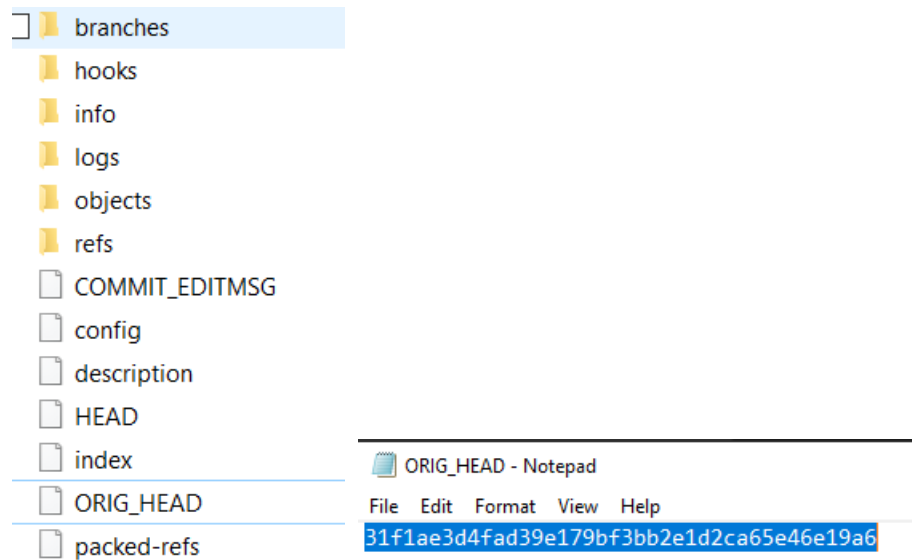 branches
hooks
info
logs
objects
refs
COMMIT_EDITMSG
config
description
HEAD
index
ORIG_HEAD
packed-refs
ORIG_HEAD - Notepad
File Edit Format View Help
31f1ae3d4fad39e179bf3bb2e1d2ca65e46e19a6